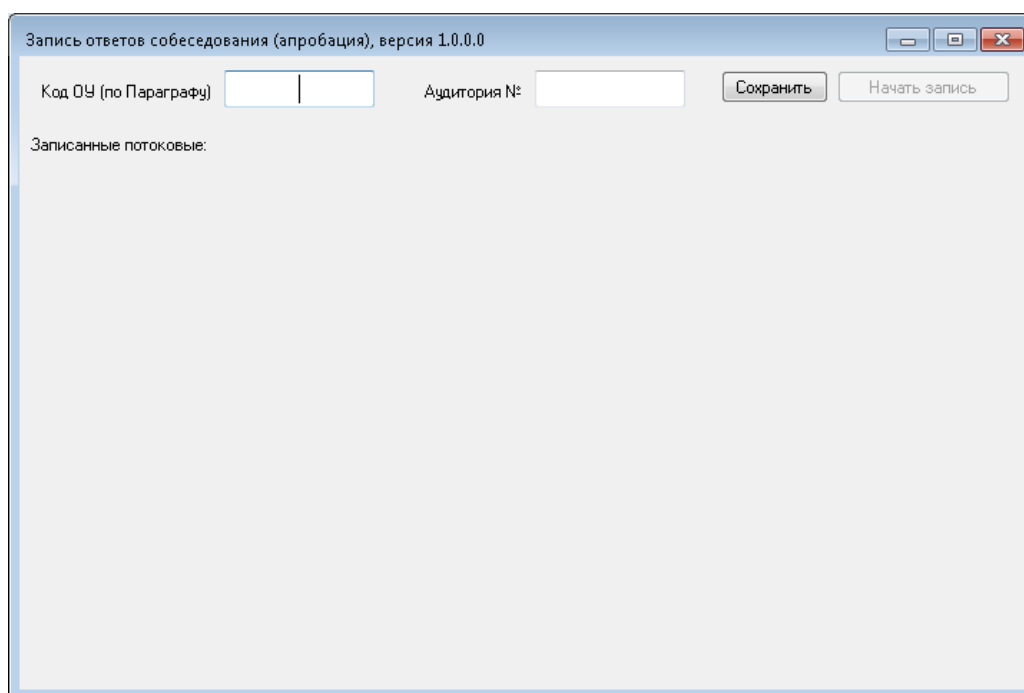 Запись ответов собеседования (апробация), версия 1.0.0.0
Код ОУ (по Параграфу) Аудитория № Сохранить Начать запись
Записанные потоковые: